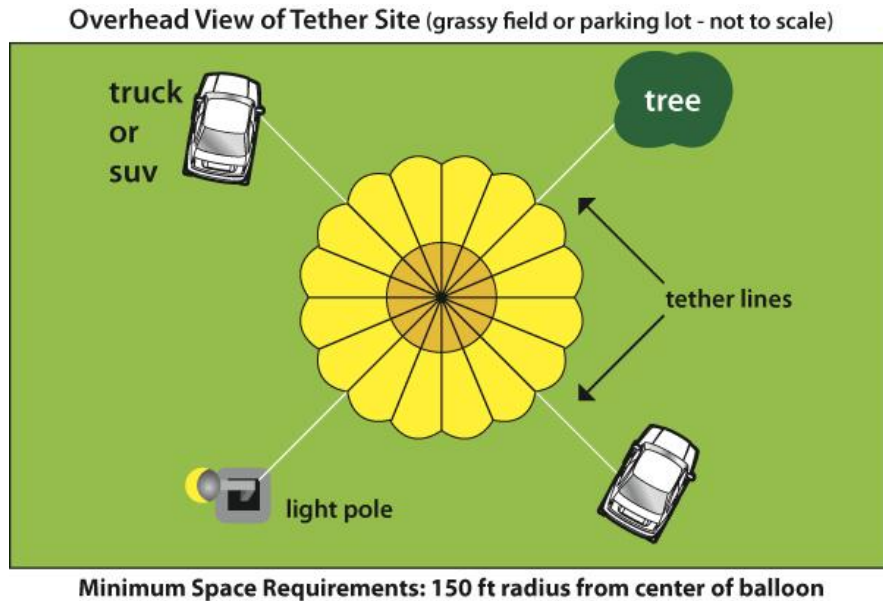 Overhead View of Tether Site (grassy field or parking lot - not to scale)
truck
or
suv
tree
tether lines
light pole
Minimum Space Requirements: 150 ft radius from center of balloon